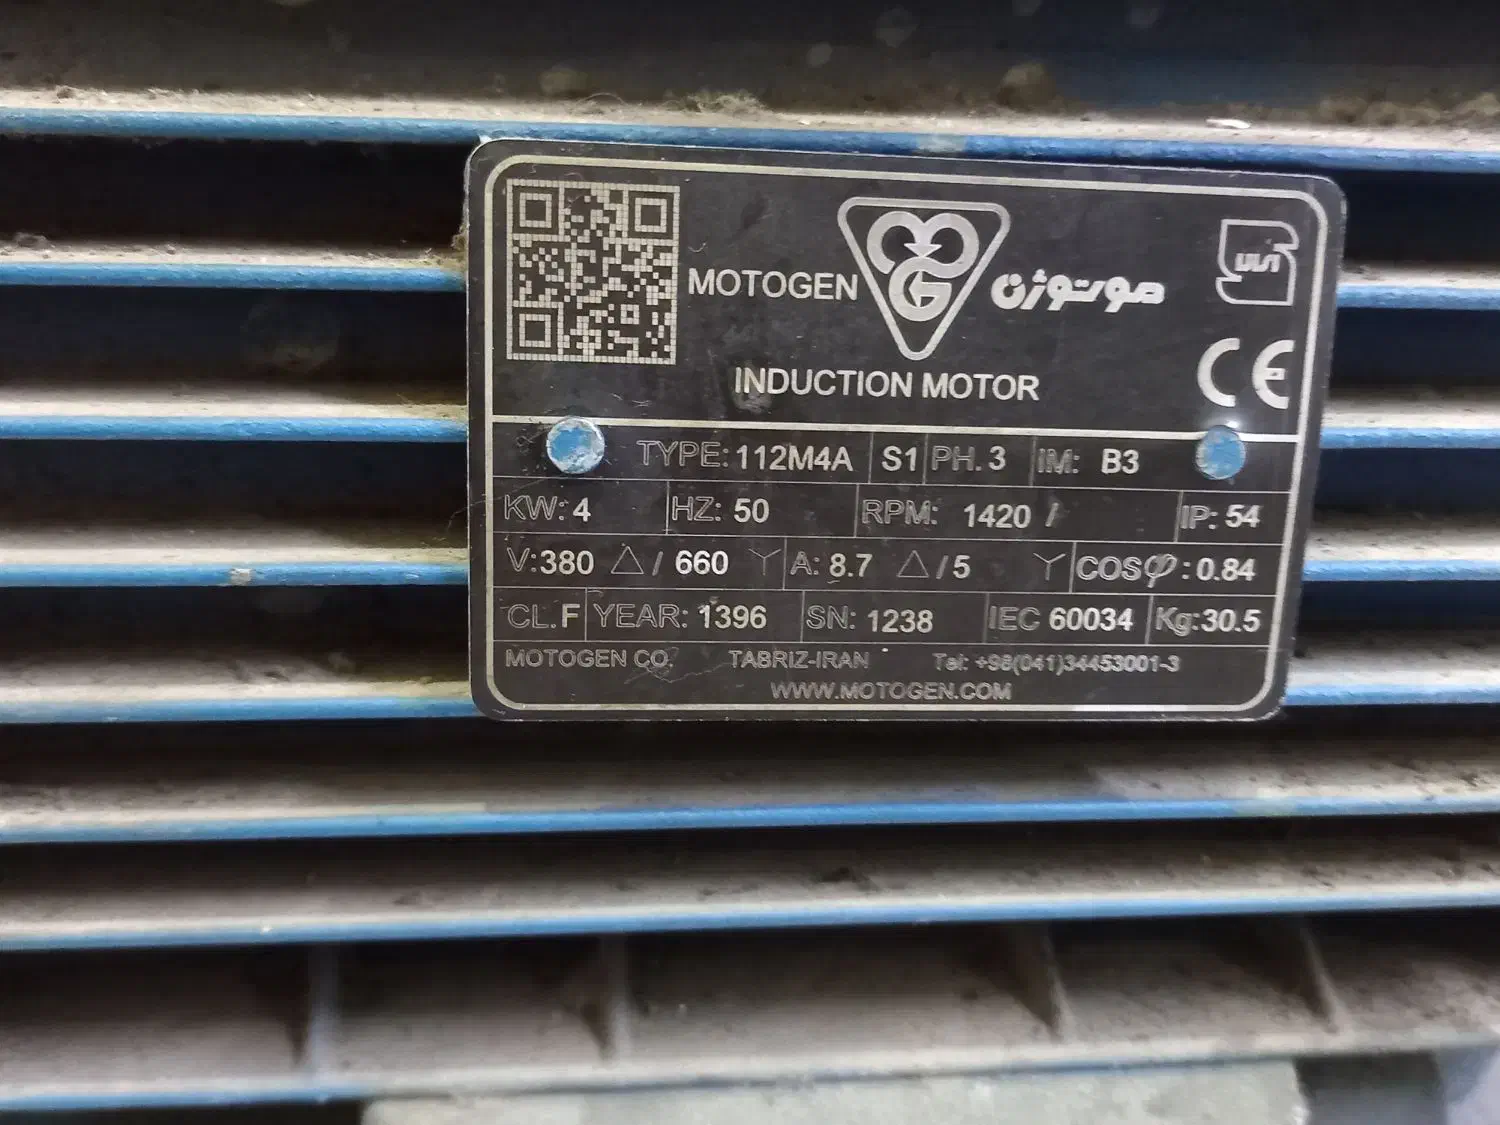 MOTOGEN موتوژن
INDUCTION MOTOR
CE
TYPE: 112M4A S1 PH. 3 IM: B3
KW: 4 HZ: 50 RPM: 1420 / IP: 54
V: 380 △ / 660 Y A: 8.7 △ / 5 Y COSφ : 0.84
CL. F YEAR: 1396 SN: 1238 IEC 60034 Kg: 30.5
MOTOGEN CO. TABRIZ-IRAN Tel: +98(041)34453001-3
WWW.MOTOGEN.COM